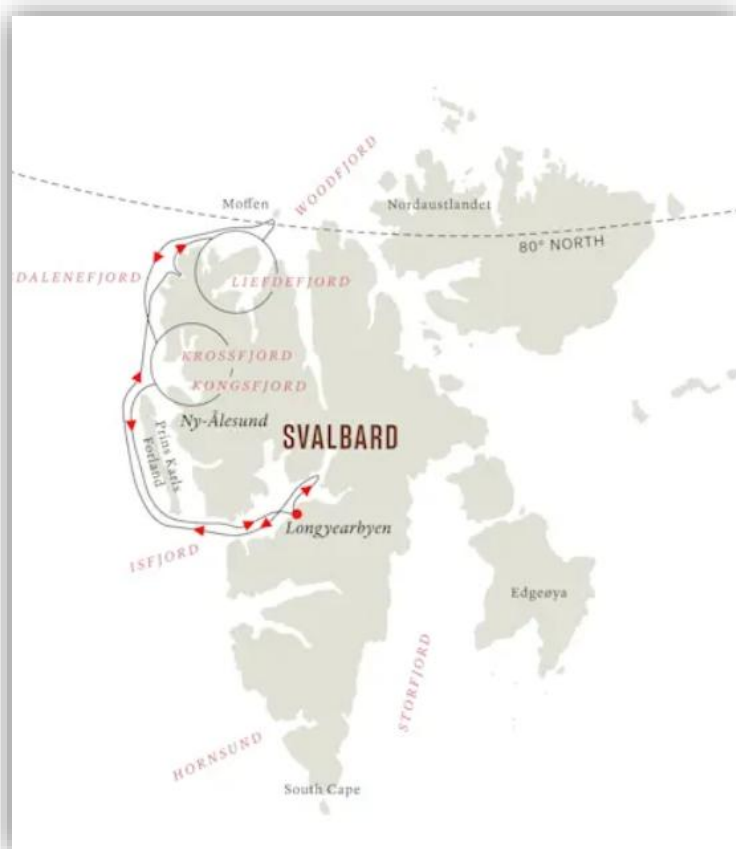 WOODFJORD
Moffen
Nordaustlandet
80° NORTH
DALENEFJORD
LIEFDEFJORD
KROSSFJORD
/
KONGSFJORD
Ny-Ålesund
SVALBARD
Prins Karls
Forland
Longyearbyen
ISFJORD
Edgeøya
STORFJORD
HORNSUND
South Cape